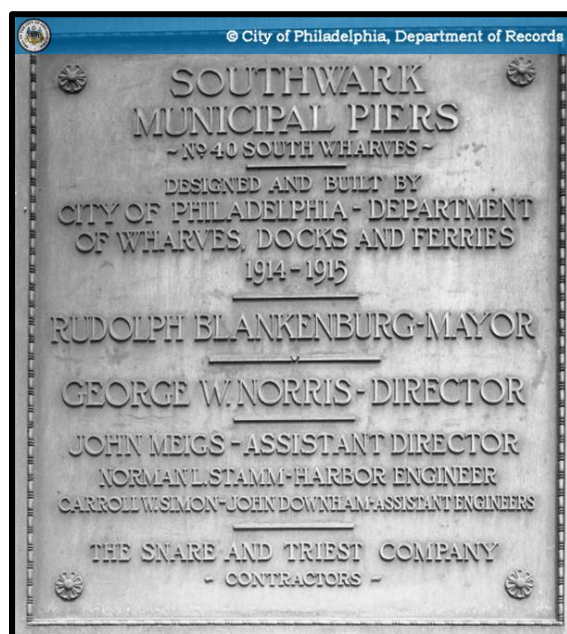 © City of Philadelphia, Department of Records
SOUTHWARK
MUNICIPAL PIERS
~ Nº 40 SOUTH WHARVES ~
DESIGNED AND BUILT BY
CITY OF PHILADELPHIA - DEPARTMENT
OF WHARVES, DOCKS AND FERRIES
1914-1915
RUDOLPH BLANKENBURG-MAYOR
GEORGE W. NORRIS-DIRECTOR
JOHN MEIGS-ASSISTANT DIRECTOR
NORMAN L. STAMM-HARBOR ENGINEER
CARROLL W. SIMON-JOHN DOWNHAM-ASSISTANT ENGINEERS
THE SNARE AND TRIEST COMPANY
- CONTRACTORS -